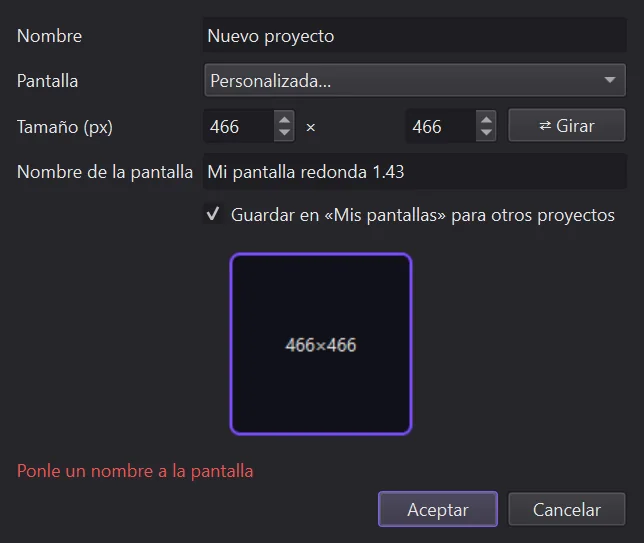 Nombre Nuevo proyecto
Pantalla Personalizada...
Tamaño (px) 466 × 466 ⇄ Girar
Nombre de la pantalla Mi pantalla redonda 1.43
✓ Guardar en «Mis pantallas» para otros proyectos
466×466
Ponle un nombre a la pantalla
Aceptar Cancelar